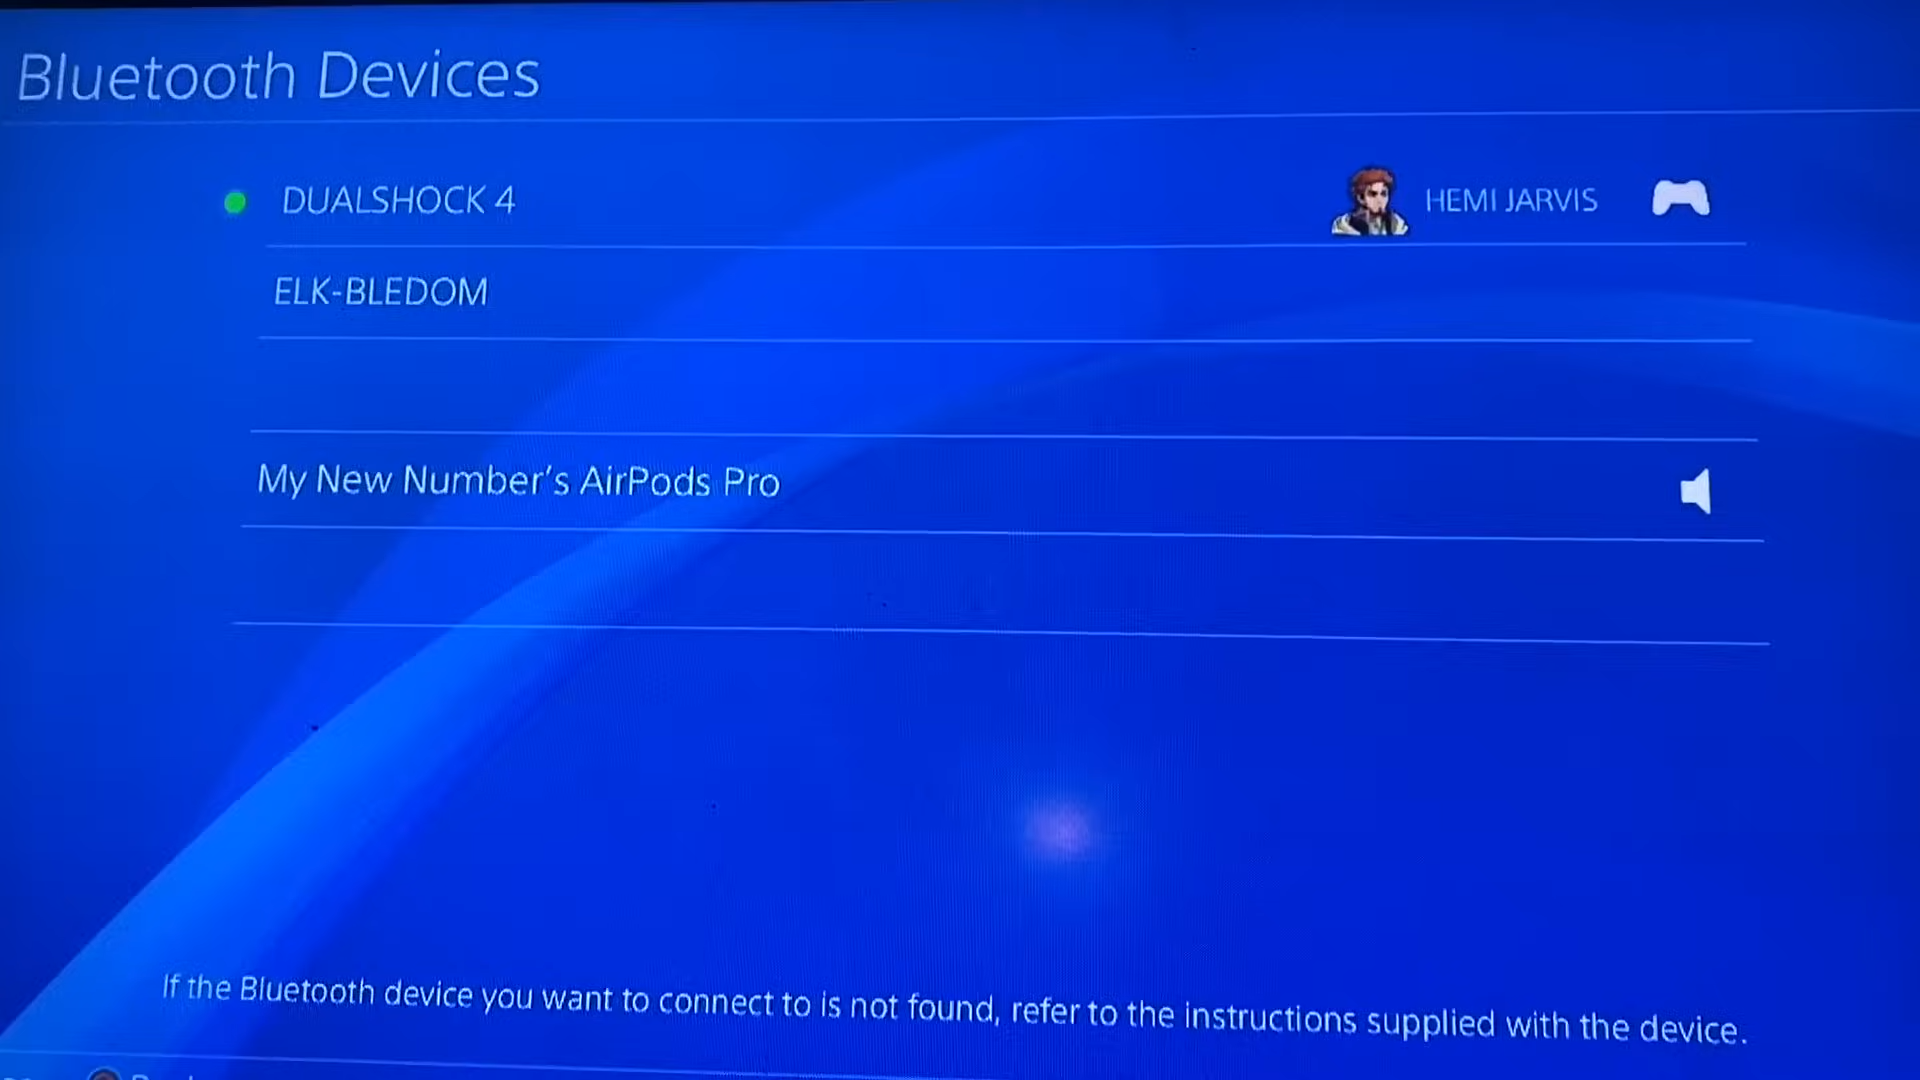 Bluetooth Devices
DUALSHOCK 4 HEMI JARVIS
ELK-BLEDOM
My New Number's AirPods Pro
If the Bluetooth device you want to connect to is not found, refer to the instructions supplied with the device.